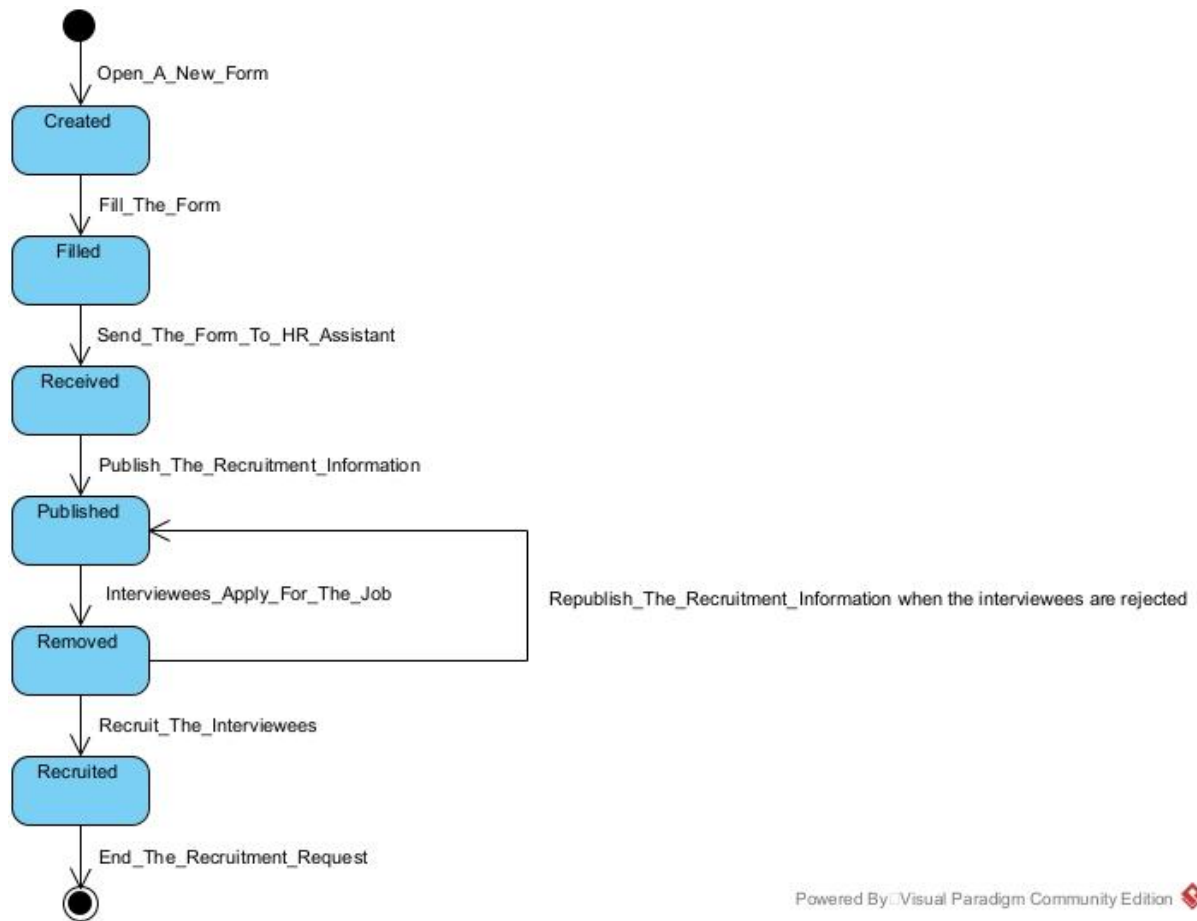 Open_A_New_Form
Created
Fill_The_Form
Filled
Send_The_Form_To_HR_Assistant
Received
Publish_The_Recruitment_Information
Published
Interviewees_Apply_For_The_Job
Republish_The_Recruitment_Information when the interviewees are rejected
Removed
Recruit_The_Interviewees
Recruited
End_The_Recruitment_Request
Powered By Visual Paradigm Community Edition